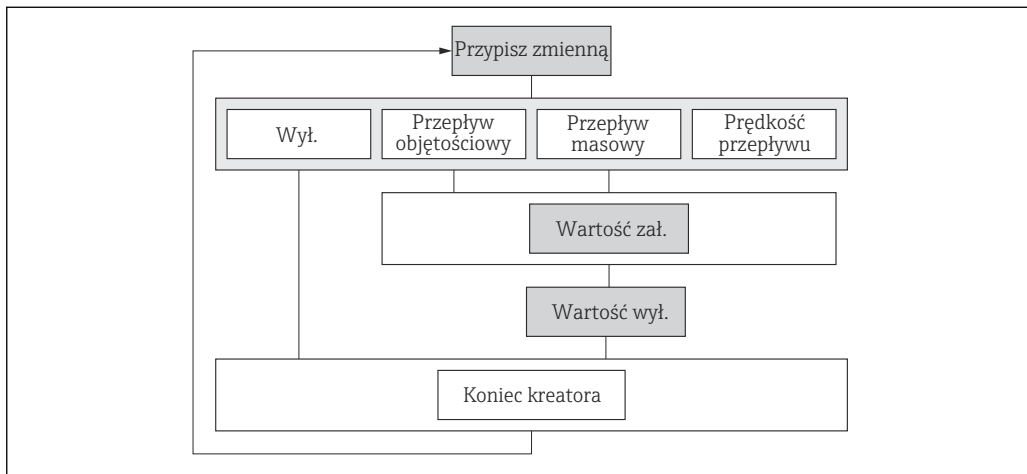 Przypisz zmienną
Wył.
Przepływ
objętościowy
Przepływ
masowy
Prędkość
przepływu
Wartość zał.
Wartość wył.
Koniec kreatora